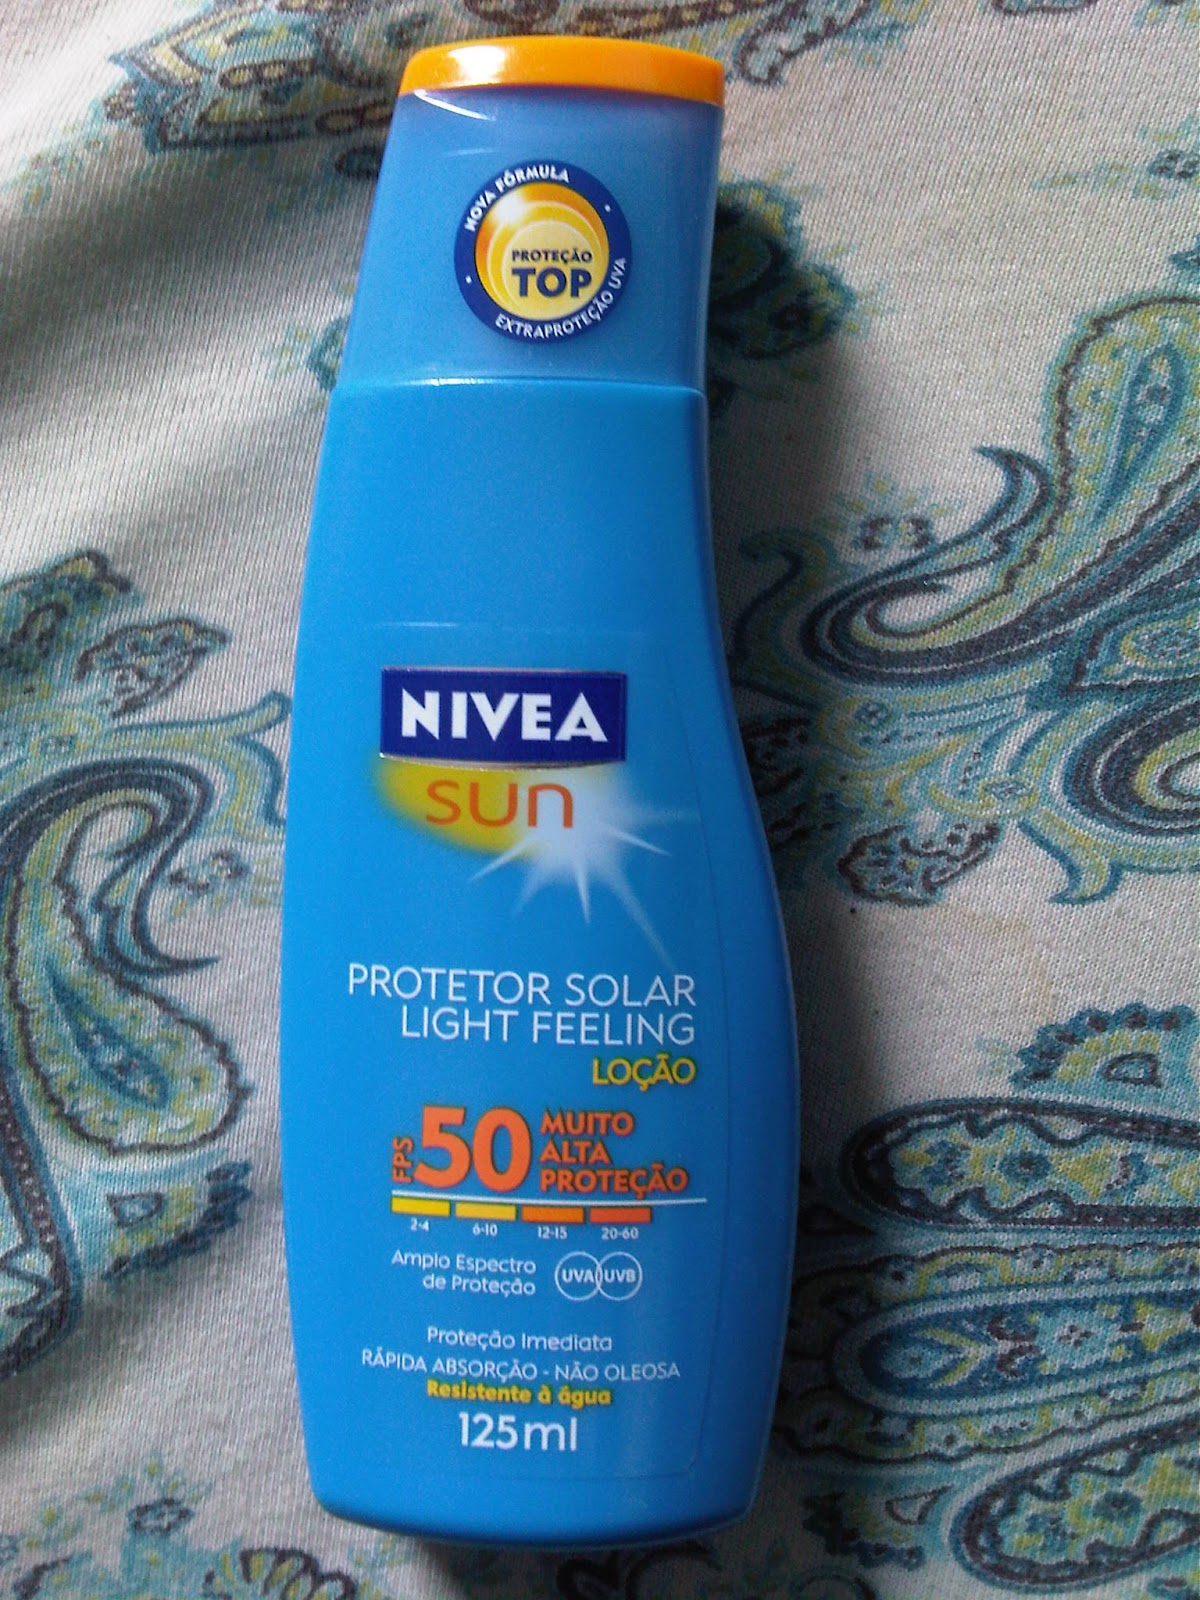 NOVA FÓRMULA
PROTEÇÃO
TOP
EXTRAPROTEÇÃO UVA
NIVEA
sun
PROTETOR SOLAR
LIGHT FEELING
LOÇÃO
FPS 50 MUITO
ALTA
PROTEÇÃO
2-4 6-10 12-15 20-60
Amplo Espectro
de Proteção
UVA UVB
Proteção Imediata
RÁPIDA ABSORÇÃO - NÃO OLEOSA
Resistente à água
125ml